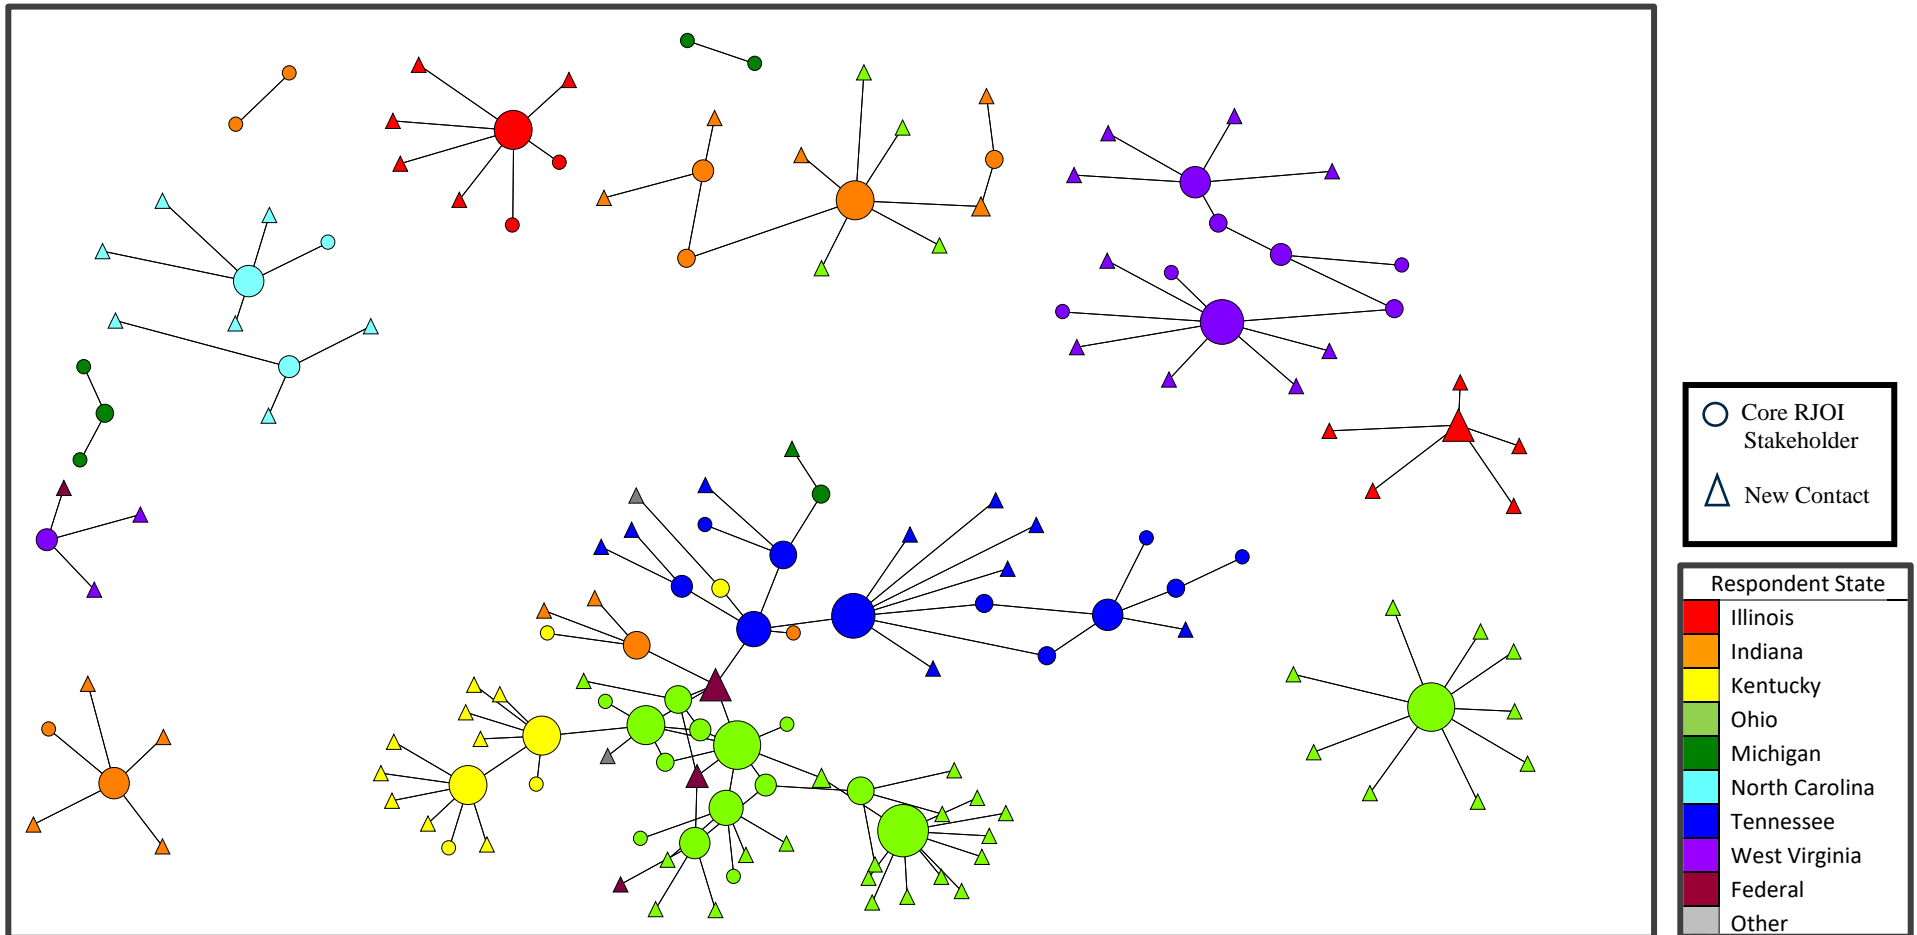 Core RJOI
Stakeholder
New Contact
Respondent State
Illinois
Indiana
Kentucky
Ohio
Michigan
North Carolina
Tennessee
West Virginia
Federal
Other